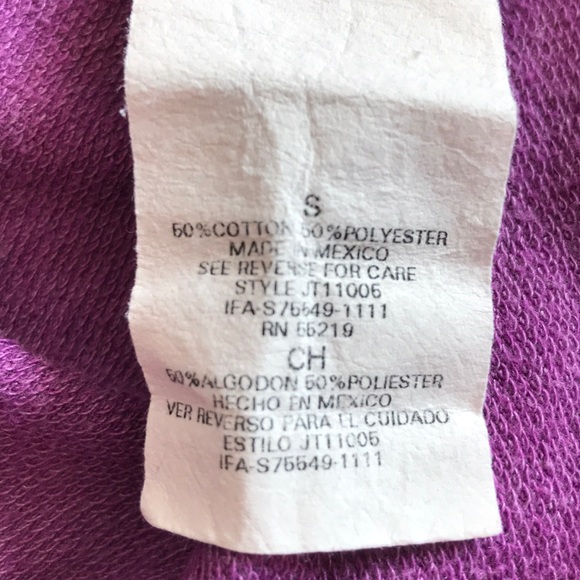 S
50%COTTON 50%POLYESTER
MADE IN MEXICO
SEE REVERSE FOR CARE
STYLE JT11005
IFA-S75549-1111
RN 55219
CH
50%ALGODON 50%POLIESTER
HECHO EN MEXICO
VER REVERSO PARA EL CUIDADO
ESTILO JT11005
IFA-S75549-1111